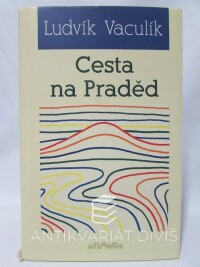 Ludvík Vaculík
Cesta
na Praděd
ANTIKVARIÁT DIVIŠ